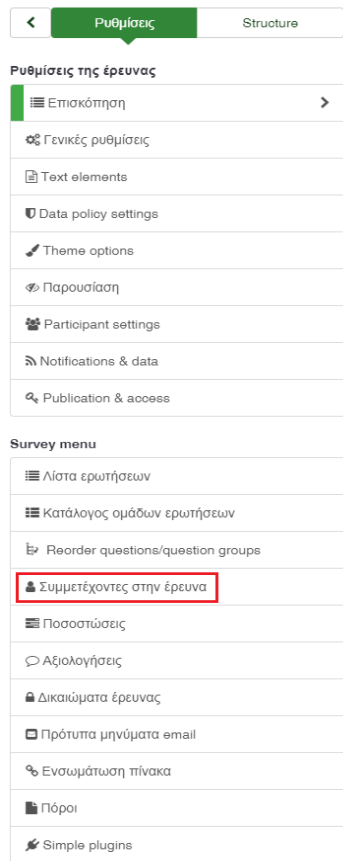 Ρυθμίσεις Structure
Ρυθμίσεις της έρευνας
Επισκόπηση
Γενικές ρυθμίσεις
Text elements
Data policy settings
Theme options
Παρουσίαση
Participant settings
Notifications & data
Publication & access
Survey menu
Λίστα ερωτήσεων
Κατάλογος ομάδων ερωτήσεων
Reorder questions/question groups
Συμμετέχοντες στην έρευνα
Ποσοστώσεις
Αξιολογήσεις
Δικαιώματα έρευνας
Πρότυπα μηνύματα email
Ενσωμάτωση πίνακα
Πόροι
Simple plugins